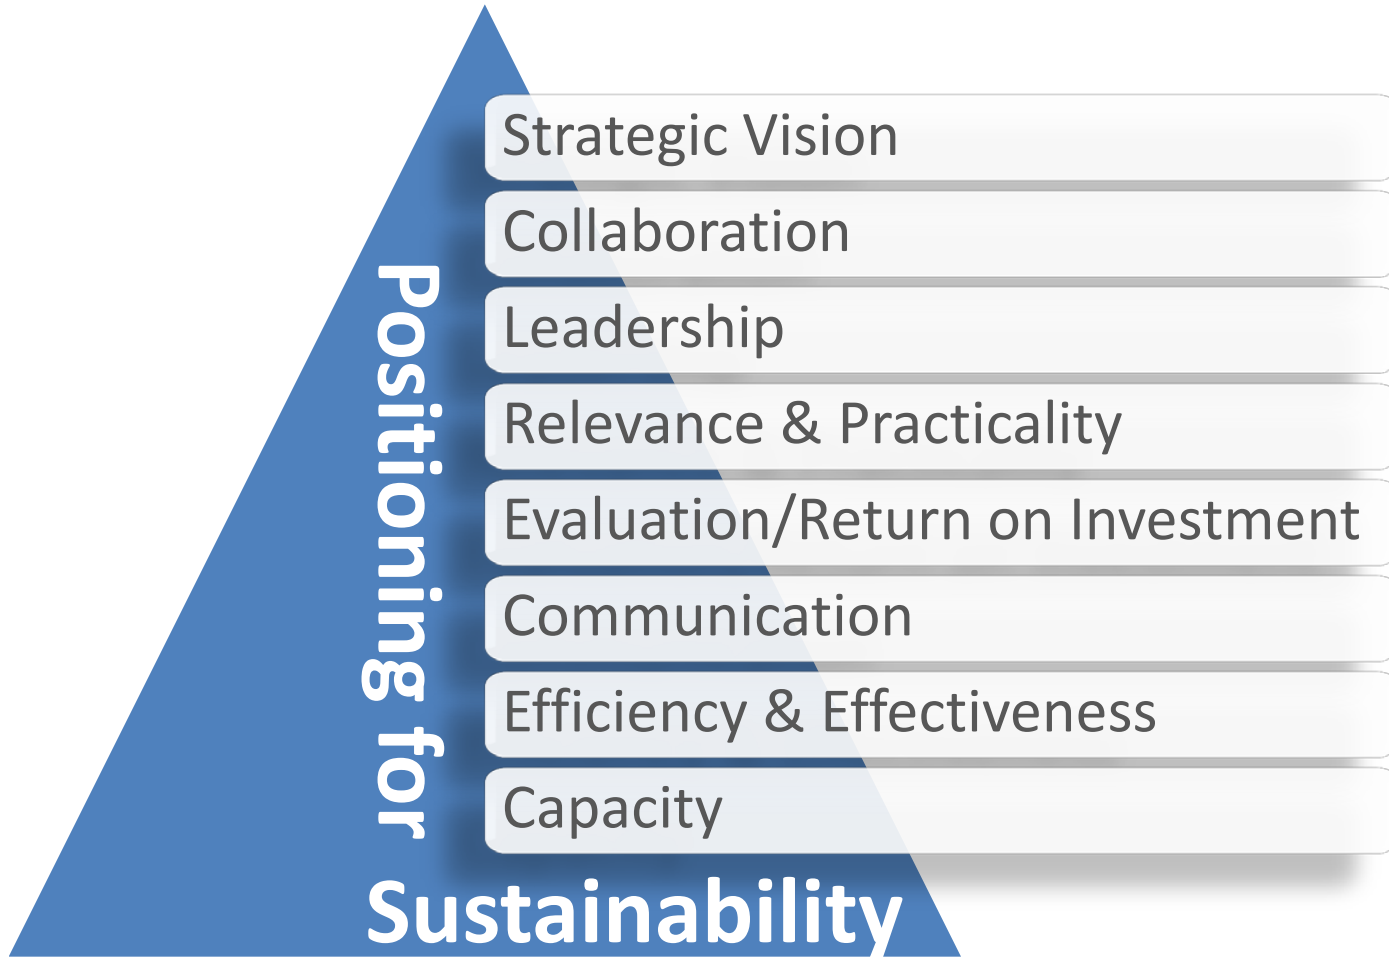 Strategic Vision
Collaboration
Leadership
Relevance & Practicality
Evaluation/Return on Investment
Communication
Efficiency & Effectiveness
Capacity
Positioning for
Sustainability